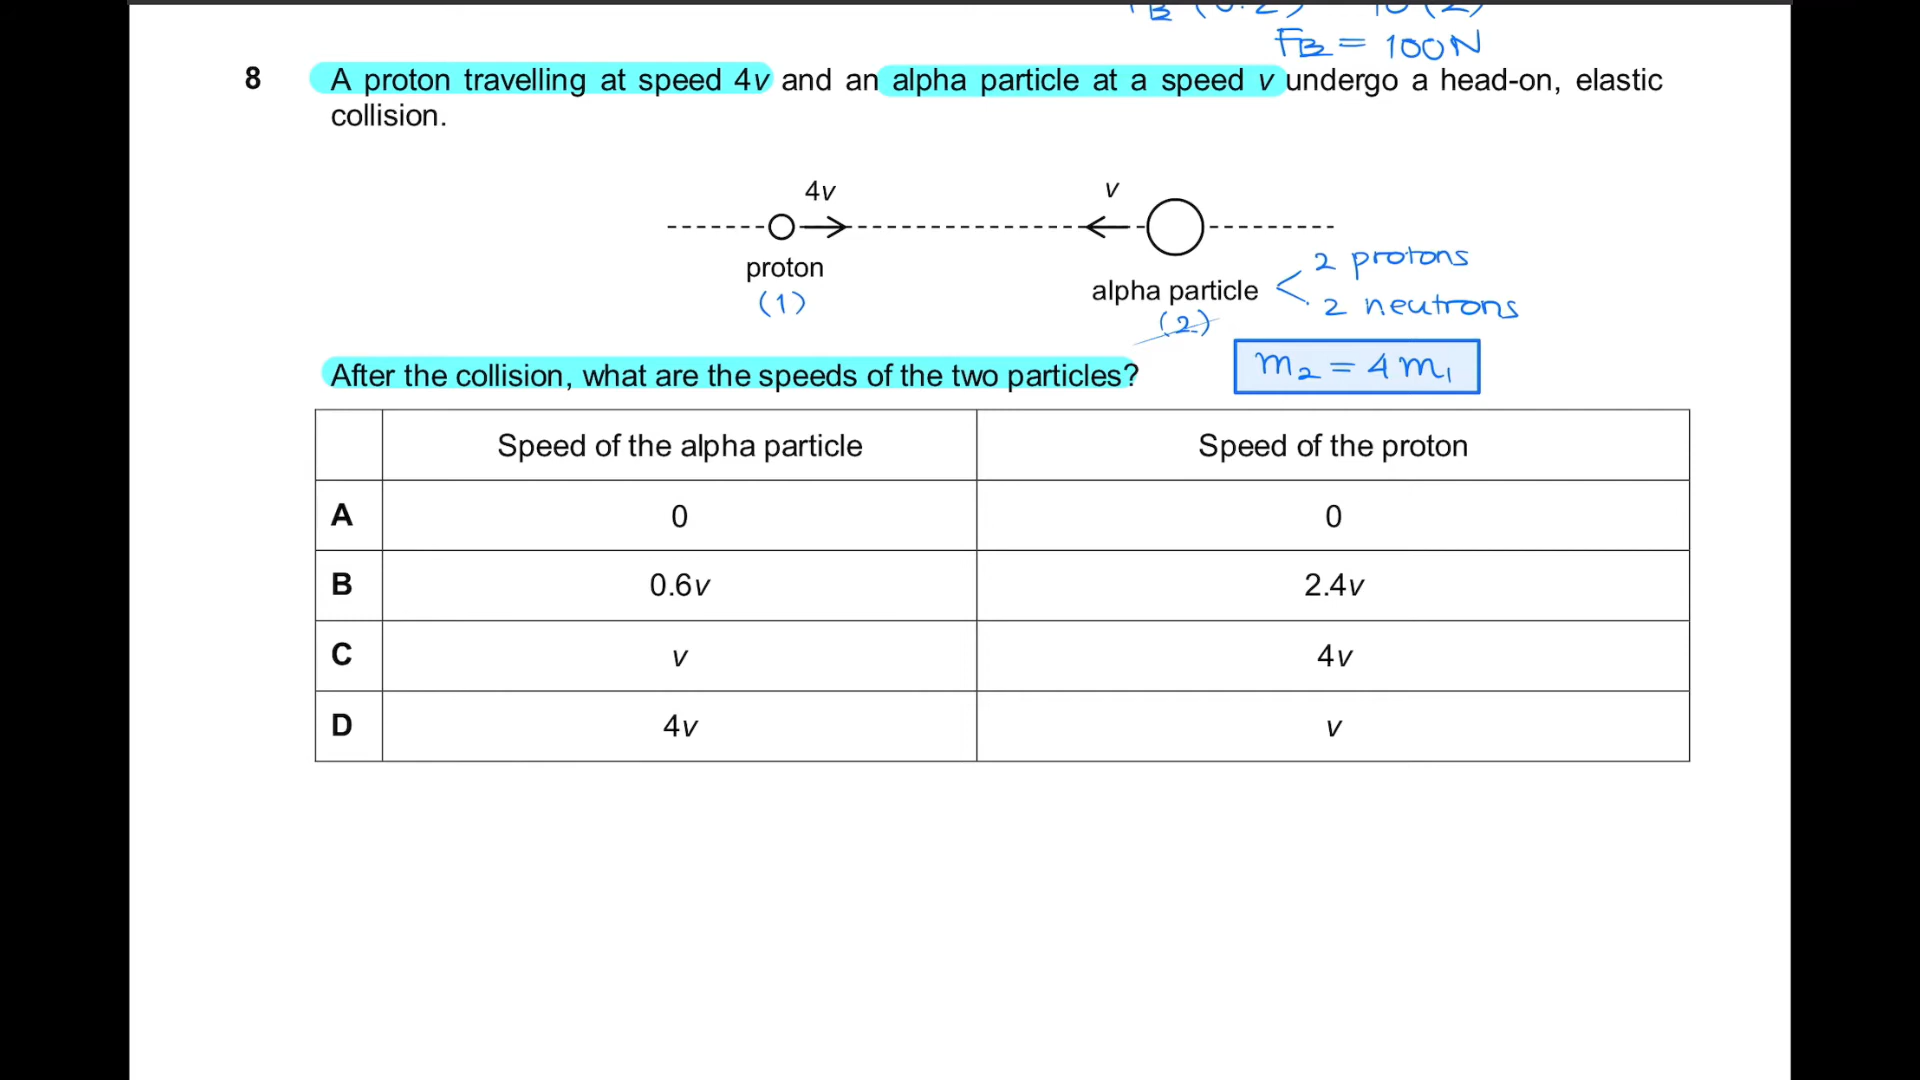 FB = 100N
8 A proton travelling at speed 4v and an alpha particle at a speed v undergo a head-on, elastic
collision.
4v v
proton
(1)
alpha particle
(2)
2 protons
2 neutrons
m₂ = 4m₁
After the collision, what are the speeds of the two particles?
Speed of the alpha particle Speed of the proton
A 0 0
B 0.6v 2.4v
C v 4v
D 4v v